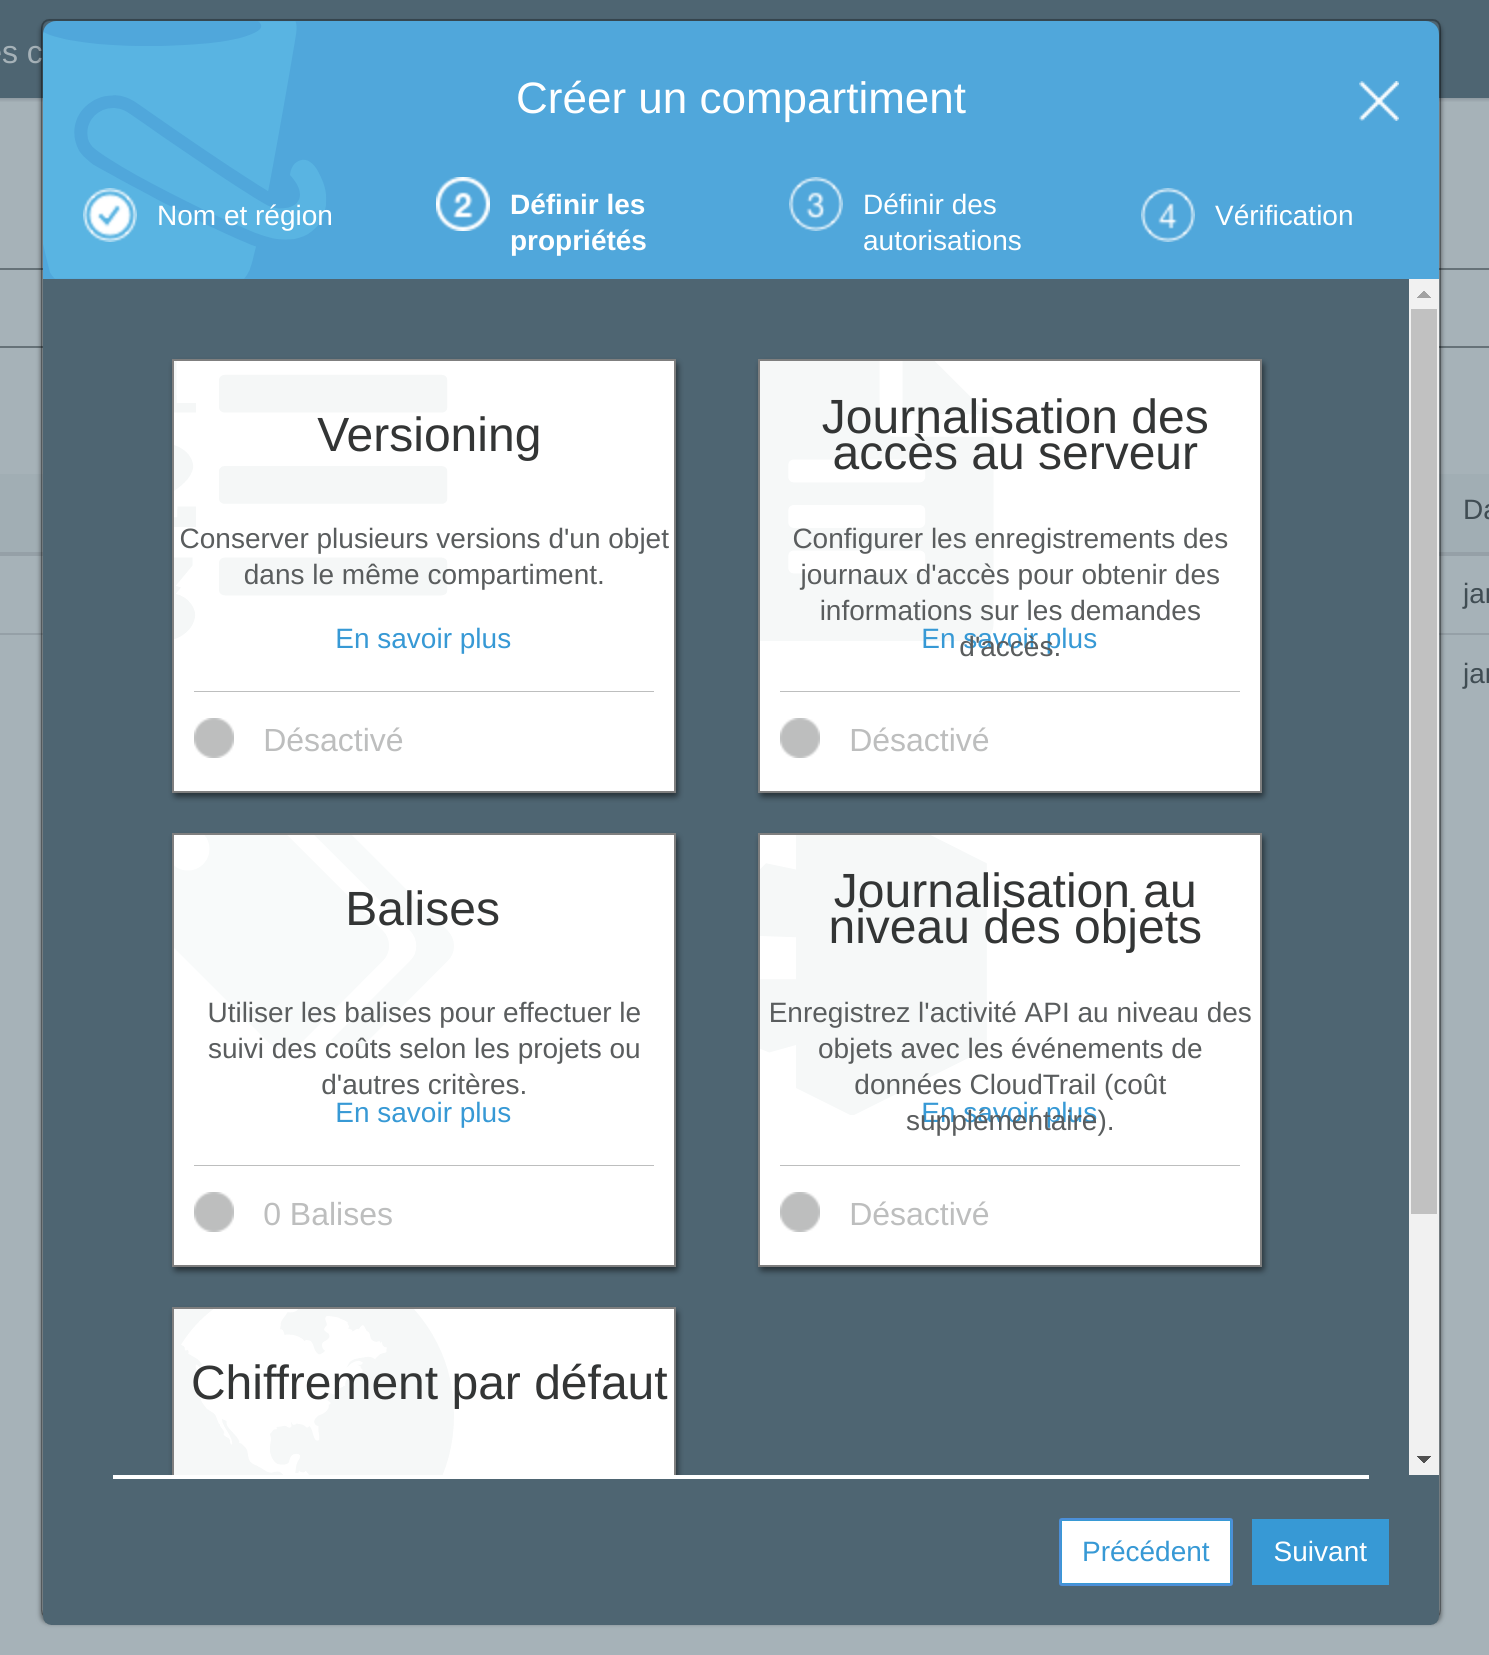 Créer un compartiment
Nom et région
2
Définir les
propriétés
3
Définir des
autorisations
4
Vérification
Versioning
Conserver plusieurs versions d'un objet
dans le même compartiment.
En savoir plus
Désactivé
Journalisation des
accès au serveur
Configurer les enregistrements des
journaux d'accès pour obtenir des
informations sur les demandes
d'accès.
En savoir plus
Désactivé
Balises
Utiliser les balises pour effectuer le
suivi des coûts selon les projets ou
d'autres critères.
En savoir plus
0 Balises
Journalisation au
niveau des objets
Enregistrez l'activité API au niveau des
objets avec les événements de
données CloudTrail (coût
supplémentaire).
En savoir plus
Désactivé
Chiffrement par défaut
Précédent
Suivant